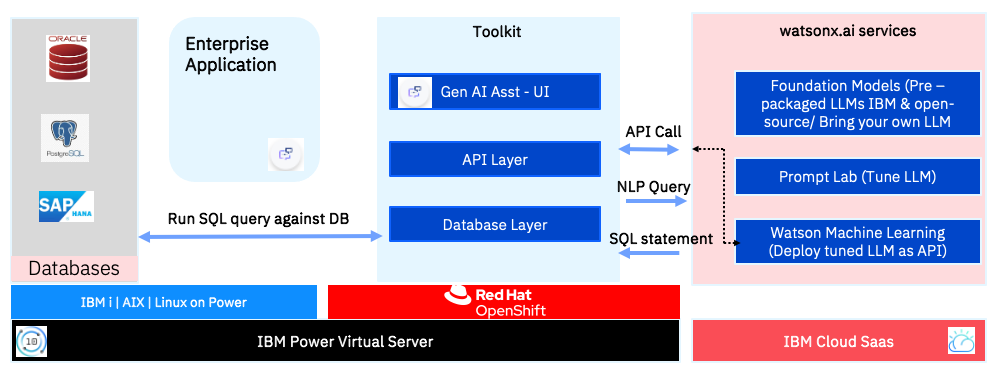 ORACLE
PostgreSQL
SAP HANA
Databases
Enterprise
Application
Run SQL query against DB
Toolkit
Gen AI Asst - UI
API Layer
Database Layer
API Call
NLP Query
SQL statement
watsonx.ai services
Foundation Models (Pre –
packaged LLMs IBM & open-
source/ Bring your own LLM
Prompt Lab (Tune LLM)
Watson Machine Learning
(Deploy tuned LLM as API)
IBM i | AIX | Linux on Power
Red Hat
OpenShift
IBM Power Virtual Server
IBM Cloud Saas